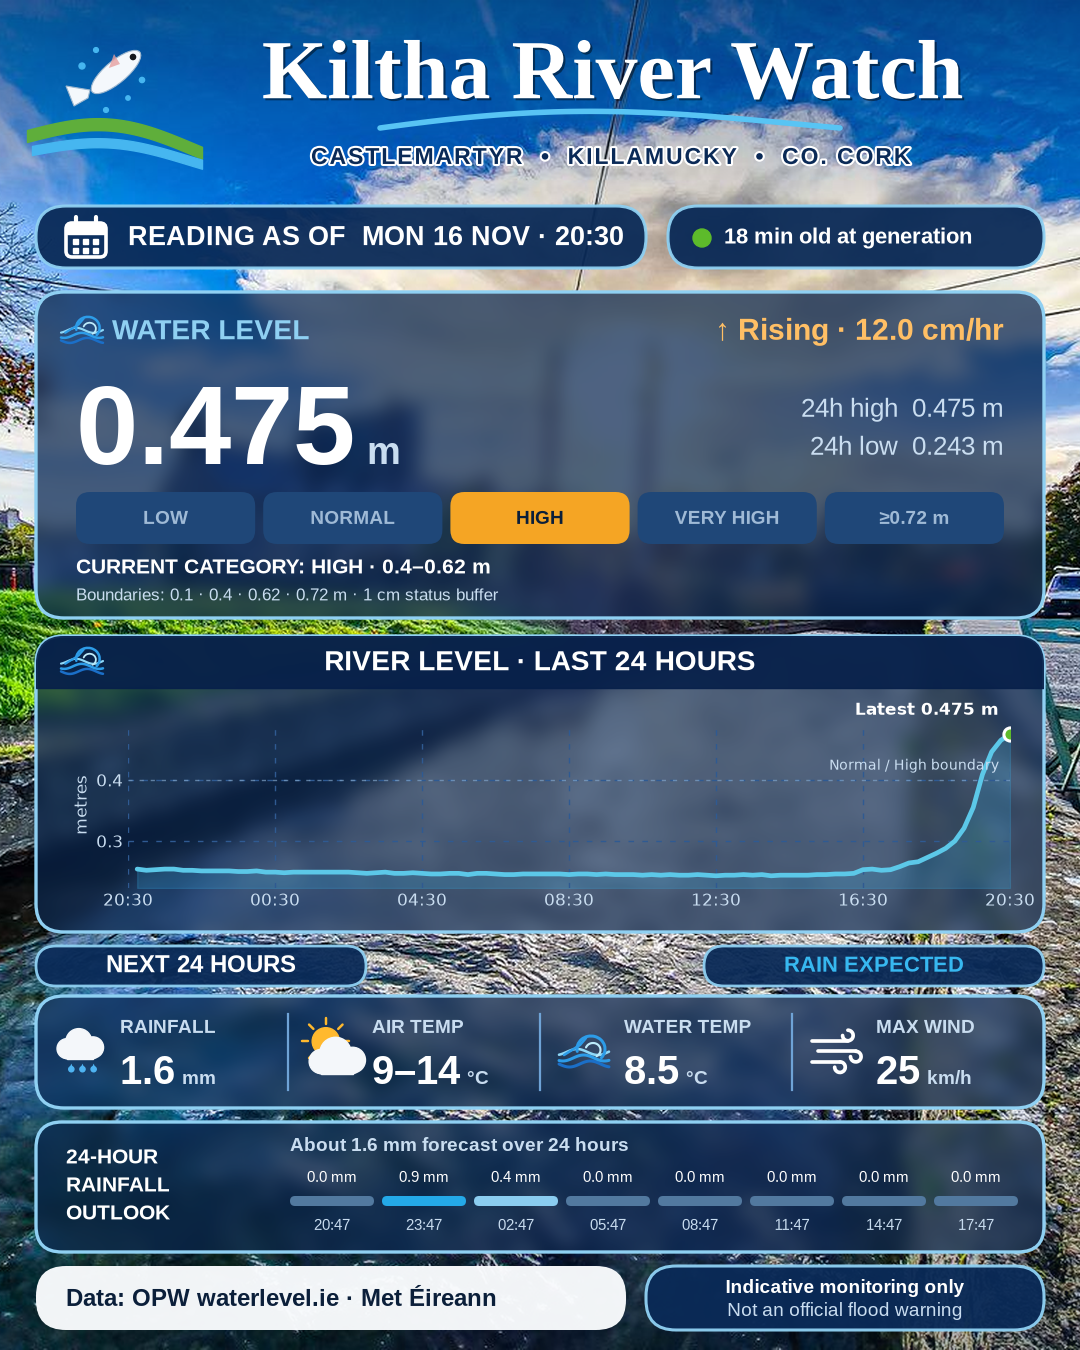 Kiltha River Watch
CASTLEMARTYR • KILLAMUCKY • CO. CORK
READING AS OF MON 16 NOV · 20:30
18 min old at generation
WATER LEVEL
↑ Rising · 12.0 cm/hr
0.475 m
24h high 0.475 m
24h low 0.243 m
LOW
NORMAL
HIGH
VERY HIGH
≥0.72 m
CURRENT CATEGORY: HIGH · 0.4–0.62 m
Boundaries: 0.1 · 0.4 · 0.62 · 0.72 m · 1 cm status buffer
RIVER LEVEL · LAST 24 HOURS
Latest 0.475 m
Normal / High boundary
metres
0.4
0.3
20:30 00:30 04:30 08:30 12:30 16:30 20:30
NEXT 24 HOURS
RAIN EXPECTED
RAINFALL
1.6 mm
AIR TEMP
9–14 °C
WATER TEMP
8.5 °C
MAX WIND
25 km/h
24-HOUR
RAINFALL
OUTLOOK
About 1.6 mm forecast over 24 hours
0.0 mm 0.9 mm 0.4 mm 0.0 mm 0.0 mm 0.0 mm 0.0 mm 0.0 mm
20:47 23:47 02:47 05:47 08:47 11:47 14:47 17:47
Data: OPW waterlevel.ie · Met Éireann
Indicative monitoring only
Not an official flood warning